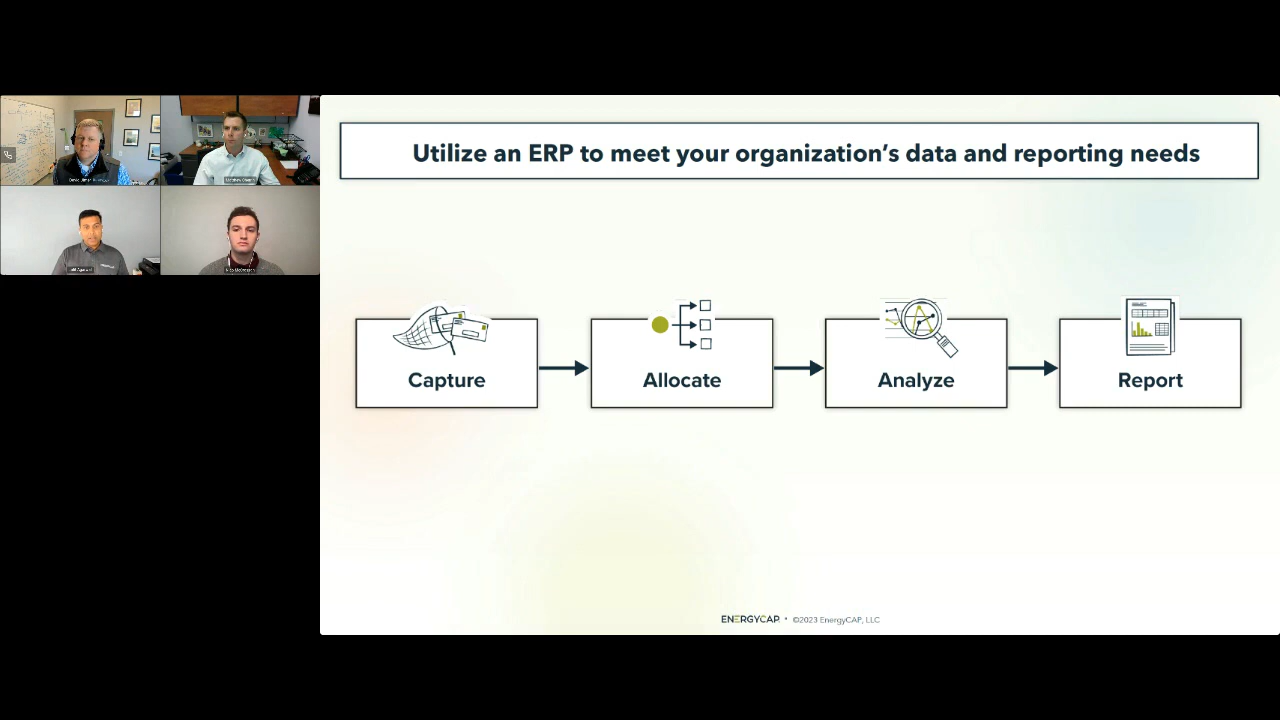 Utilize an ERP to meet your organization's data and reporting needs
Capture
Allocate
Analyze
Report
ENERGYCAP. • ©2023 EnergyCAP, LLC